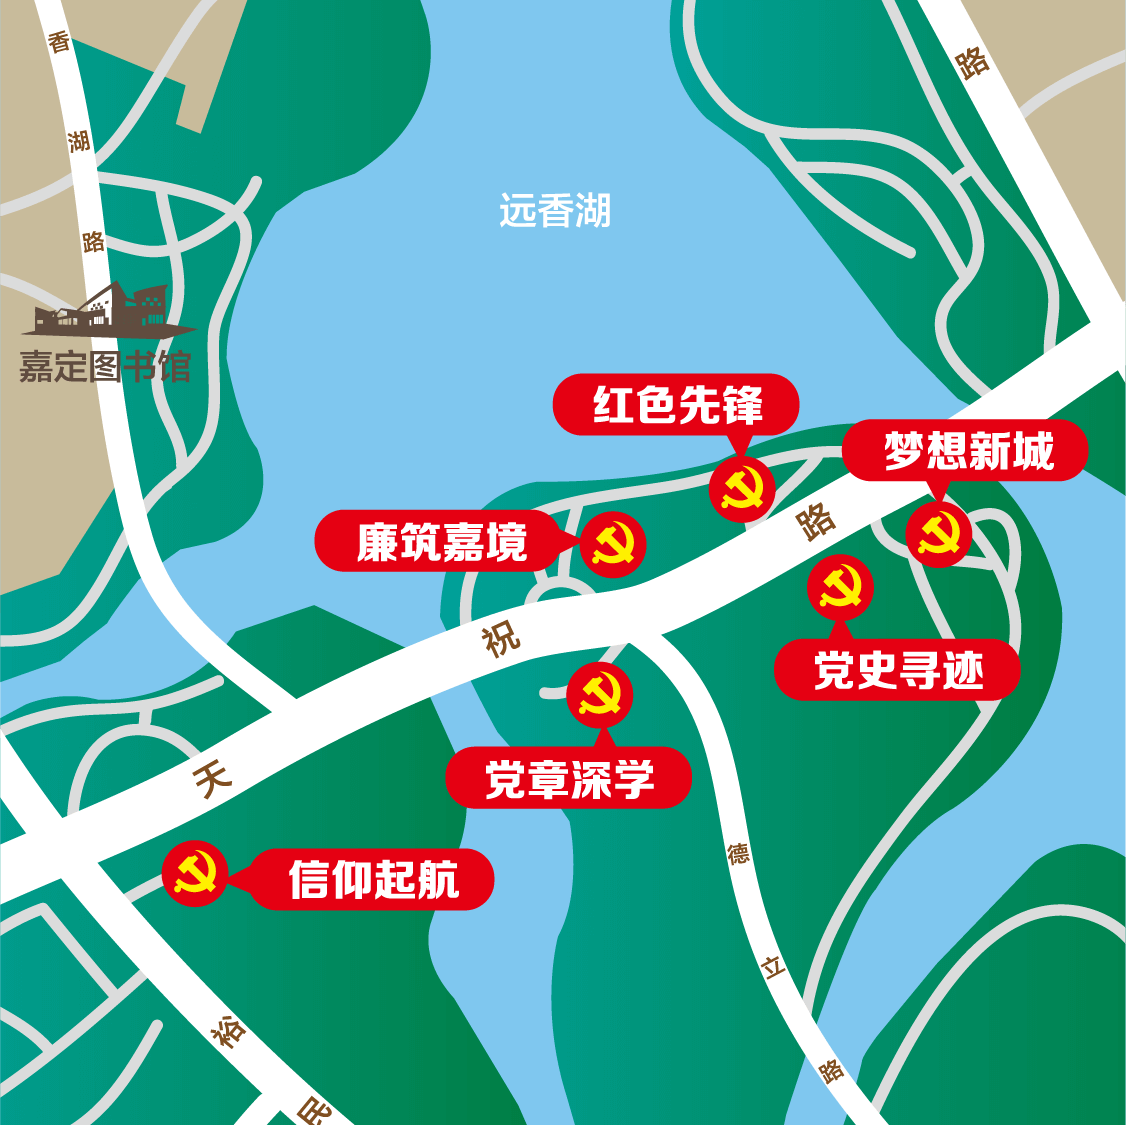 香湖路
路
远香湖
嘉定图书馆
红色先锋
梦想新城
廉筑嘉境
天祝路
党史寻迹
党章深学
信仰起航
德立路
裕民